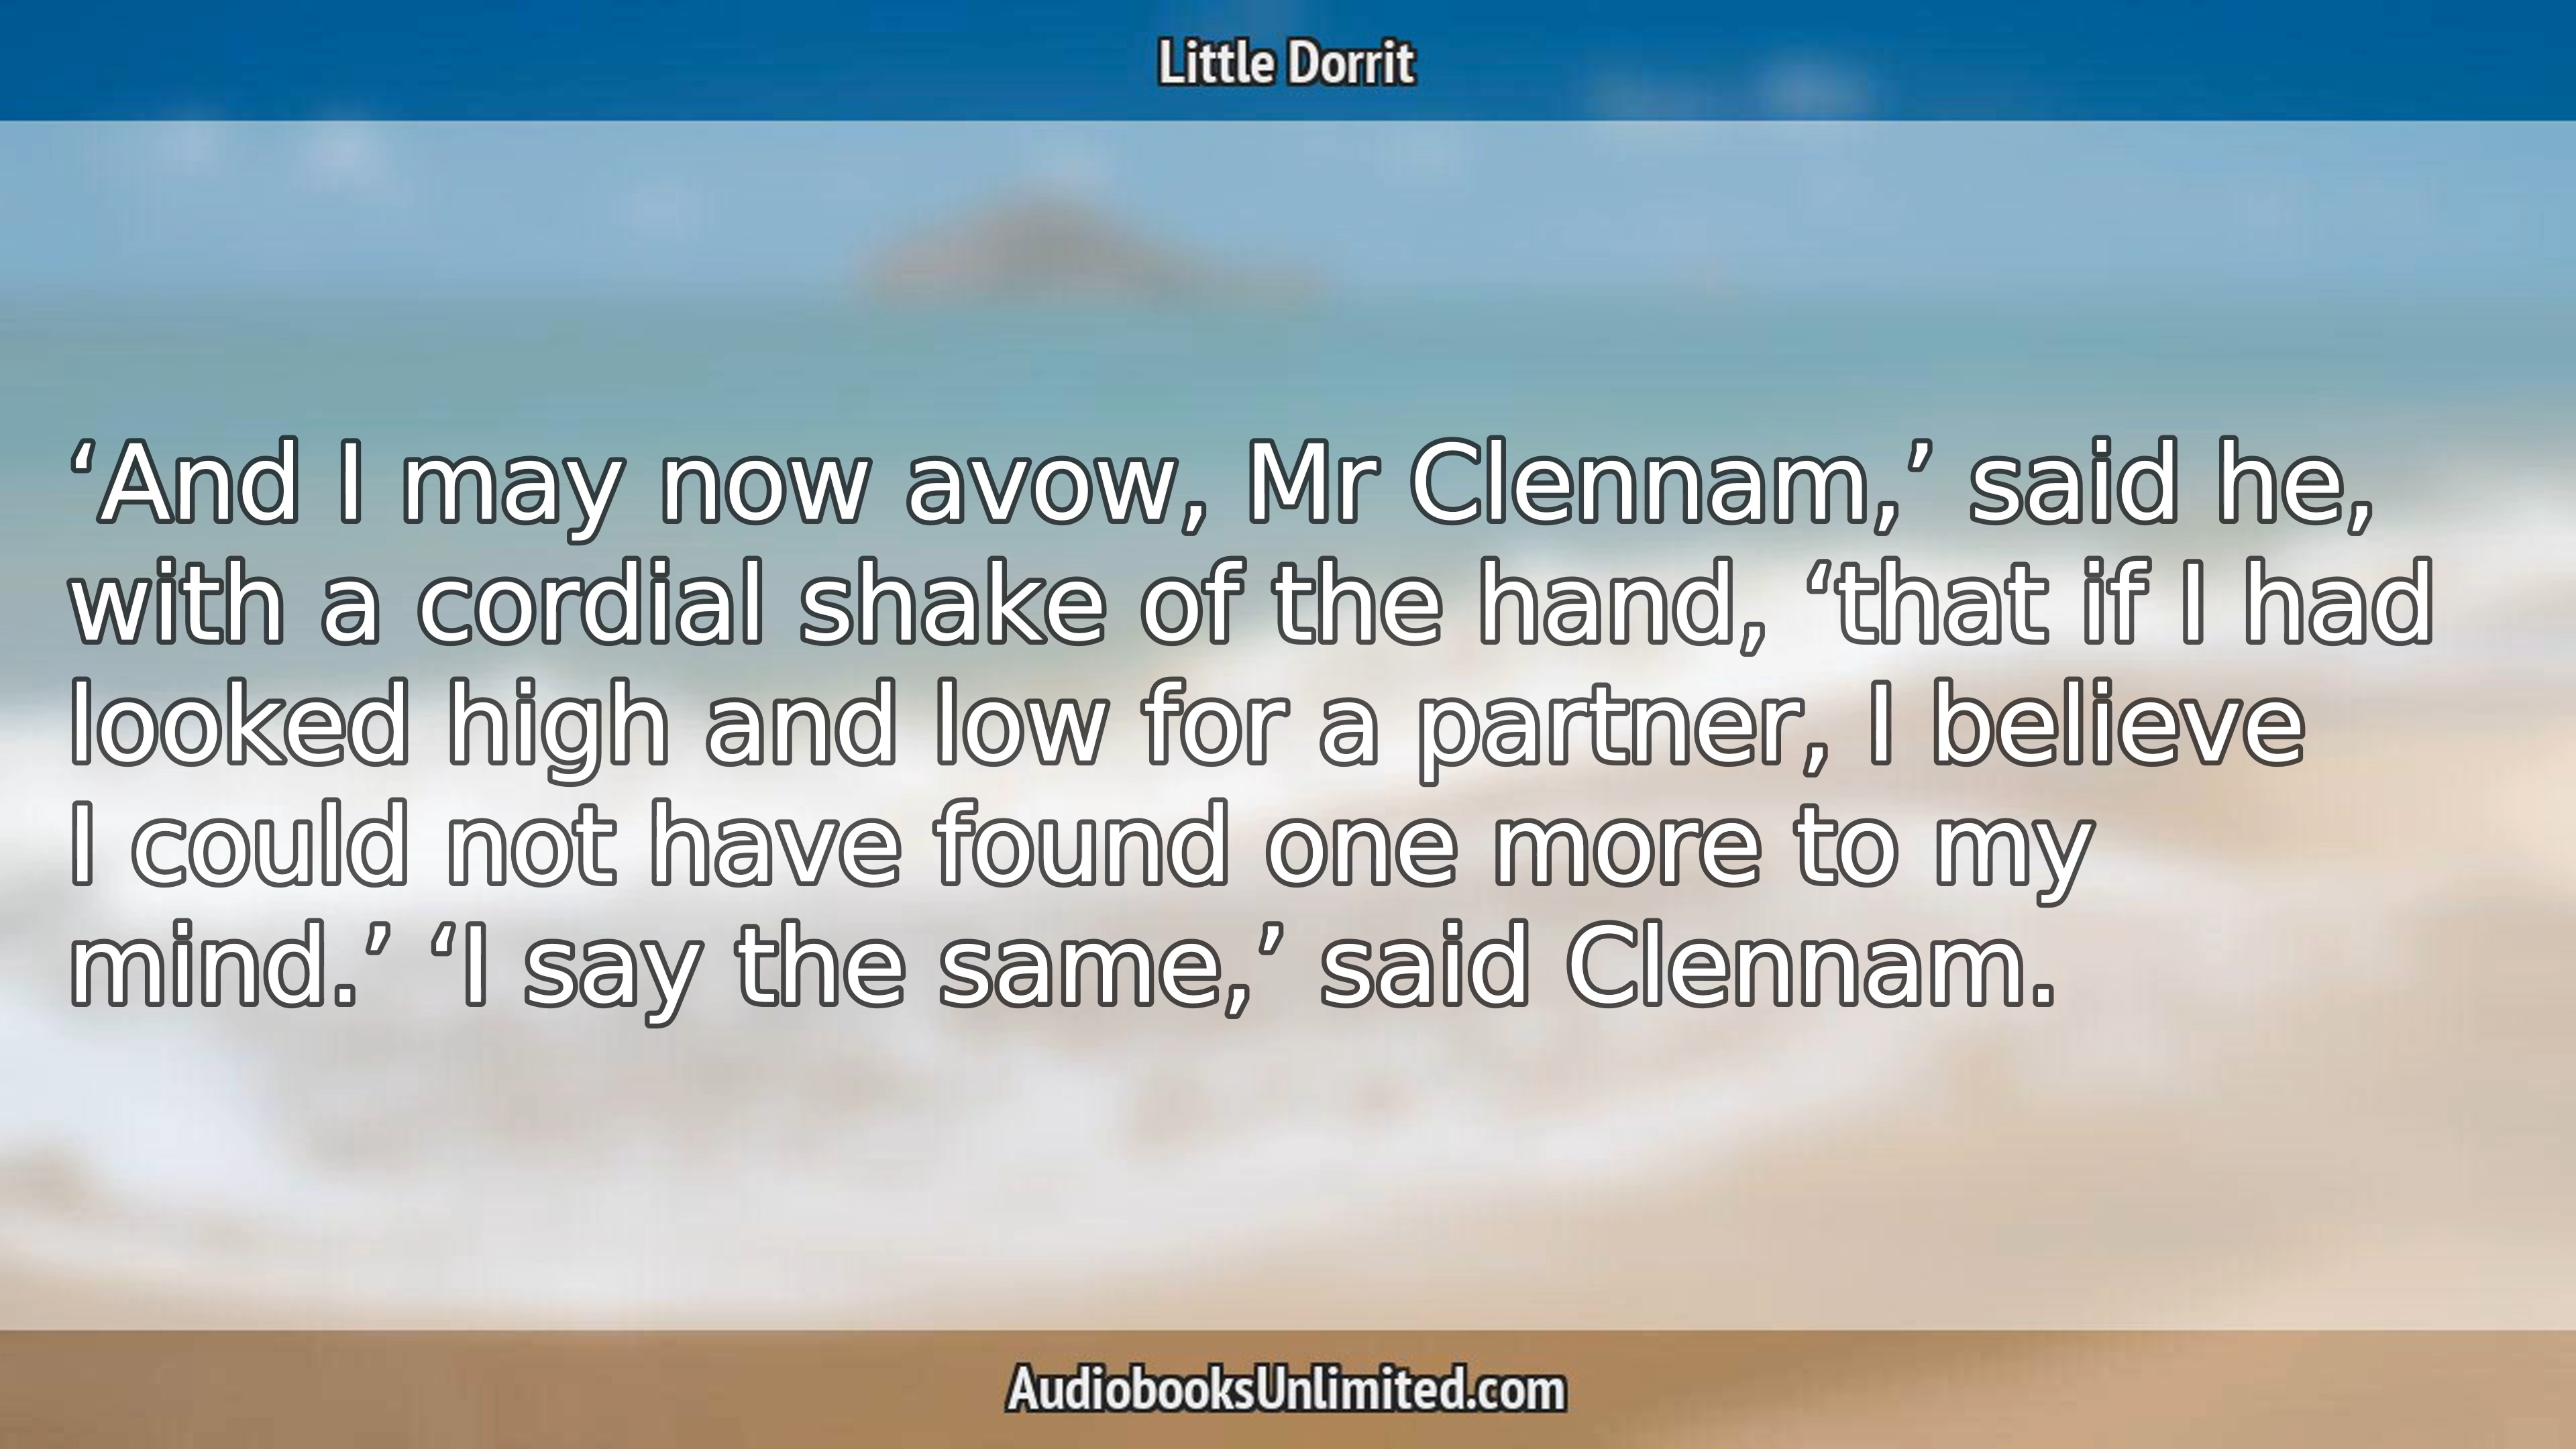 Little Dorrit
‘And I may now avow, Mr Clennam,’ said he,
with a cordial shake of the hand, ‘that if I had
looked high and low for a partner, I believe
I could not have found one more to my
mind.’ ‘I say the same,’ said Clennam.
AudiobooksUnlimited.com